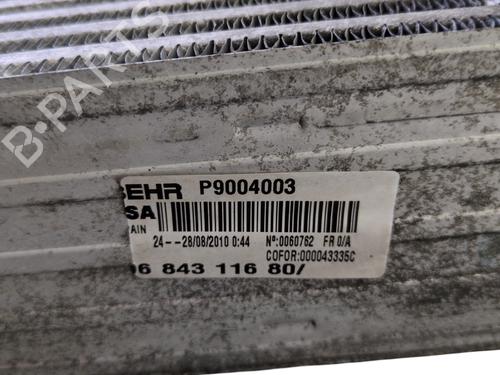 B-PARTS
BEHR P9004003
SA
AIN
24--28/08/2010 0:44 Nº:0060762 FR 0/A
COFOR:000043335C
96 843 116 80/